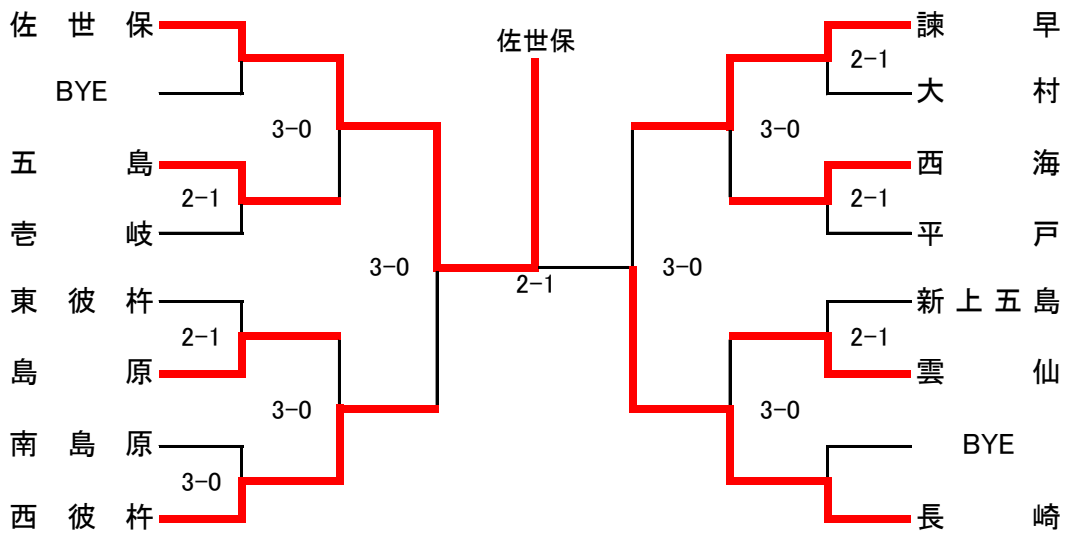 佐世保
BYE
3-0
五島
2-1
壱岐
3-0
東彼杵
2-1
島原
3-0
南島原
3-0
西彼杵
佐世保
2-1
諫早
2-1
大村
3-0
西海
2-1
平戸
3-0
新上五島
2-1
雲仙
3-0
BYE
長崎